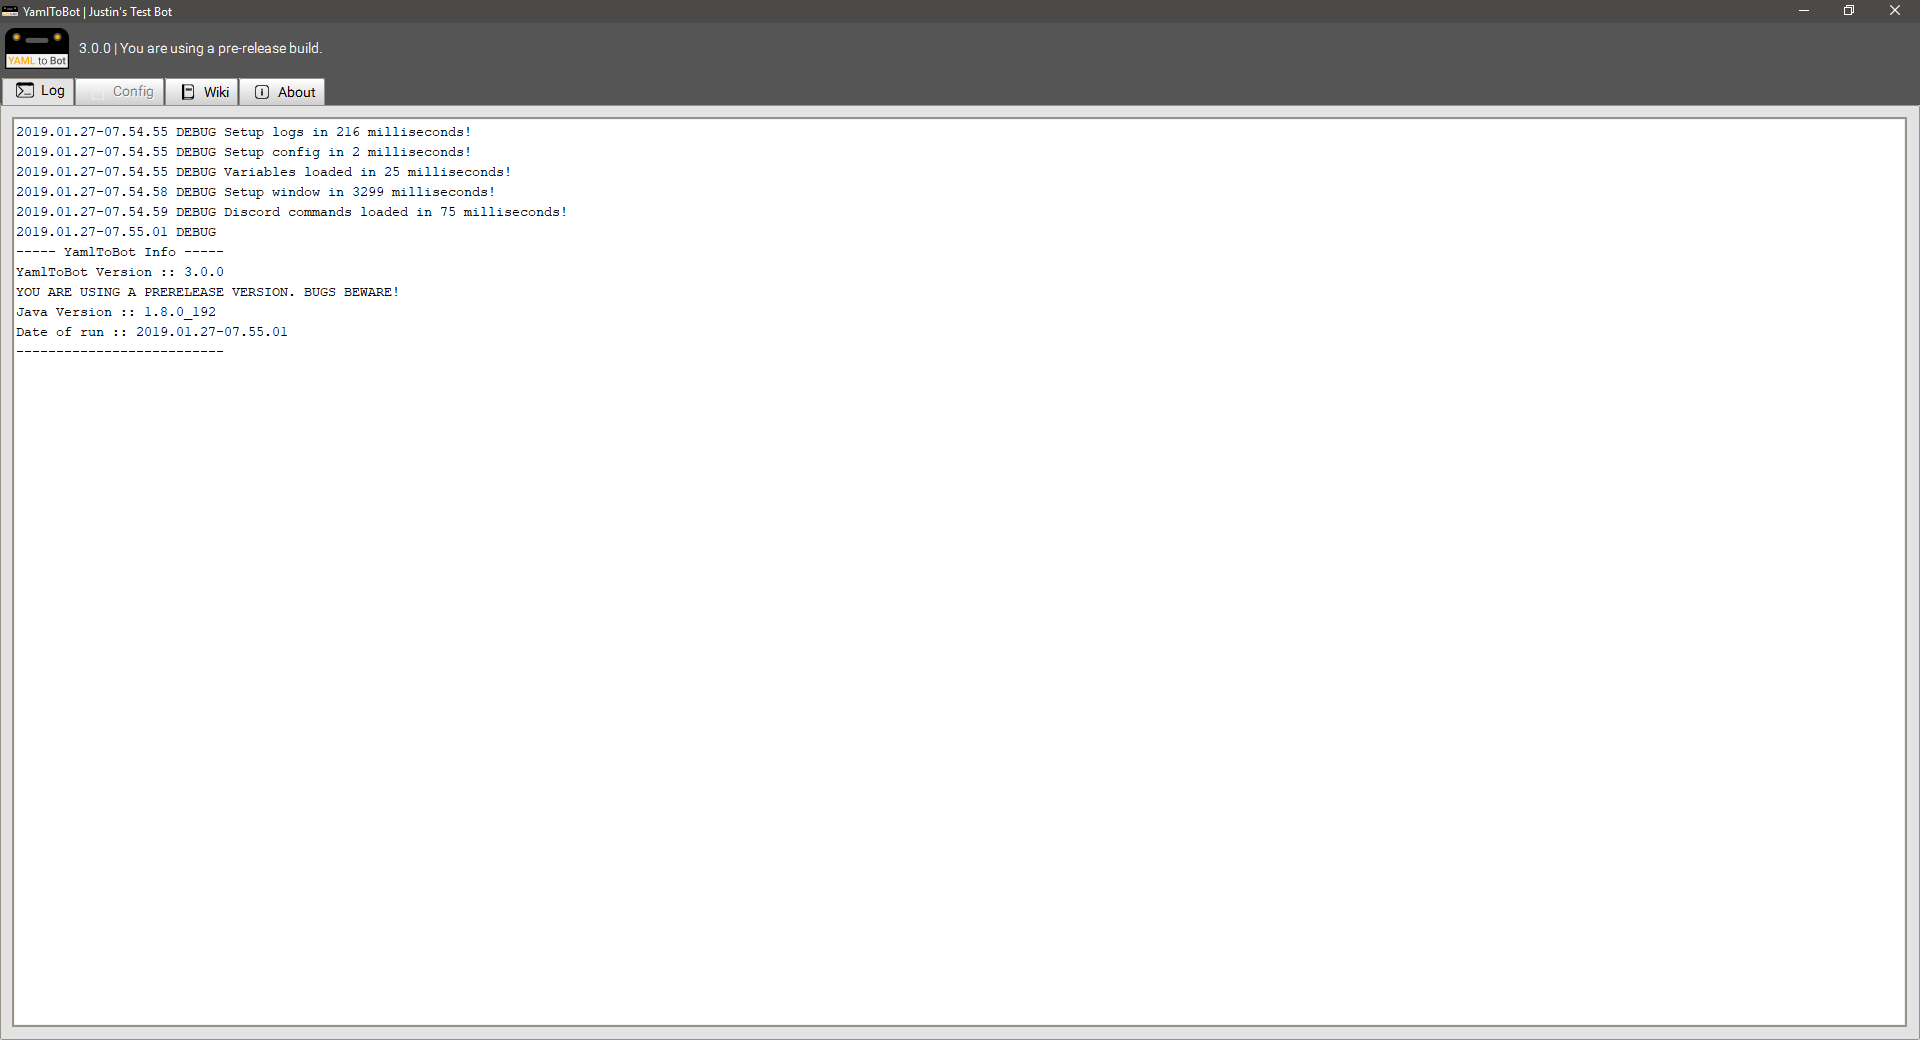 YamlToBot | Justin's Test Bot
YAML to Bot
3.0.0 | You are using a pre-release build.
Log
Config
Wiki
About
2019.01.27-07.54.55 DEBUG Setup logs in 216 milliseconds!
2019.01.27-07.54.55 DEBUG Setup config in 2 milliseconds!
2019.01.27-07.54.55 DEBUG Variables loaded in 25 milliseconds!
2019.01.27-07.54.58 DEBUG Setup window in 3299 milliseconds!
2019.01.27-07.54.59 DEBUG Discord commands loaded in 75 milliseconds!
2019.01.27-07.55.01 DEBUG
----- YamlToBot Info -----
YamlToBot Version :: 3.0.0
YOU ARE USING A PRERELEASE VERSION. BUGS BEWARE!
Java Version :: 1.8.0_192
Date of run :: 2019.01.27-07.55.01
--------------------------